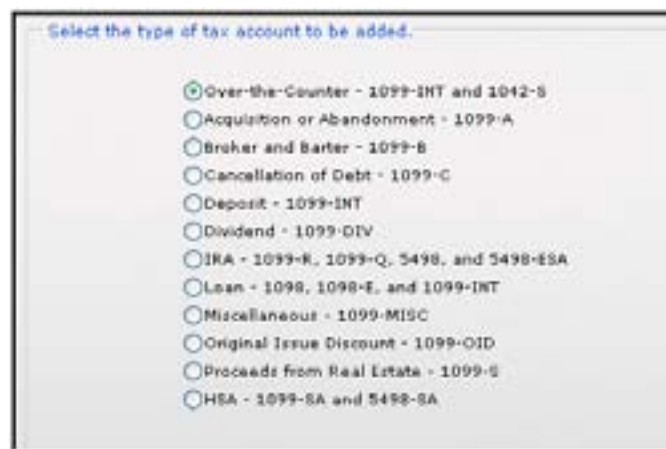 Select the type of tax account to be added.
Over-the-Counter - 1099-INT and 1042-S
Acquisition or Abandonment - 1099-A
Broker and Barter - 1099-B
Cancellation of Debt - 1099-C
Deposit - 1099-INT
Dividend - 1099-DIV
IRA - 1099-R, 1099-Q, 5498, and 5498-ESA
Loan - 1098, 1098-E, and 1099-INT
Miscellaneous - 1099-MISC
Original Issue Discount - 1099-OID
Proceeds from Real Estate - 1099-S
HSA - 1099-SA and 5498-SA